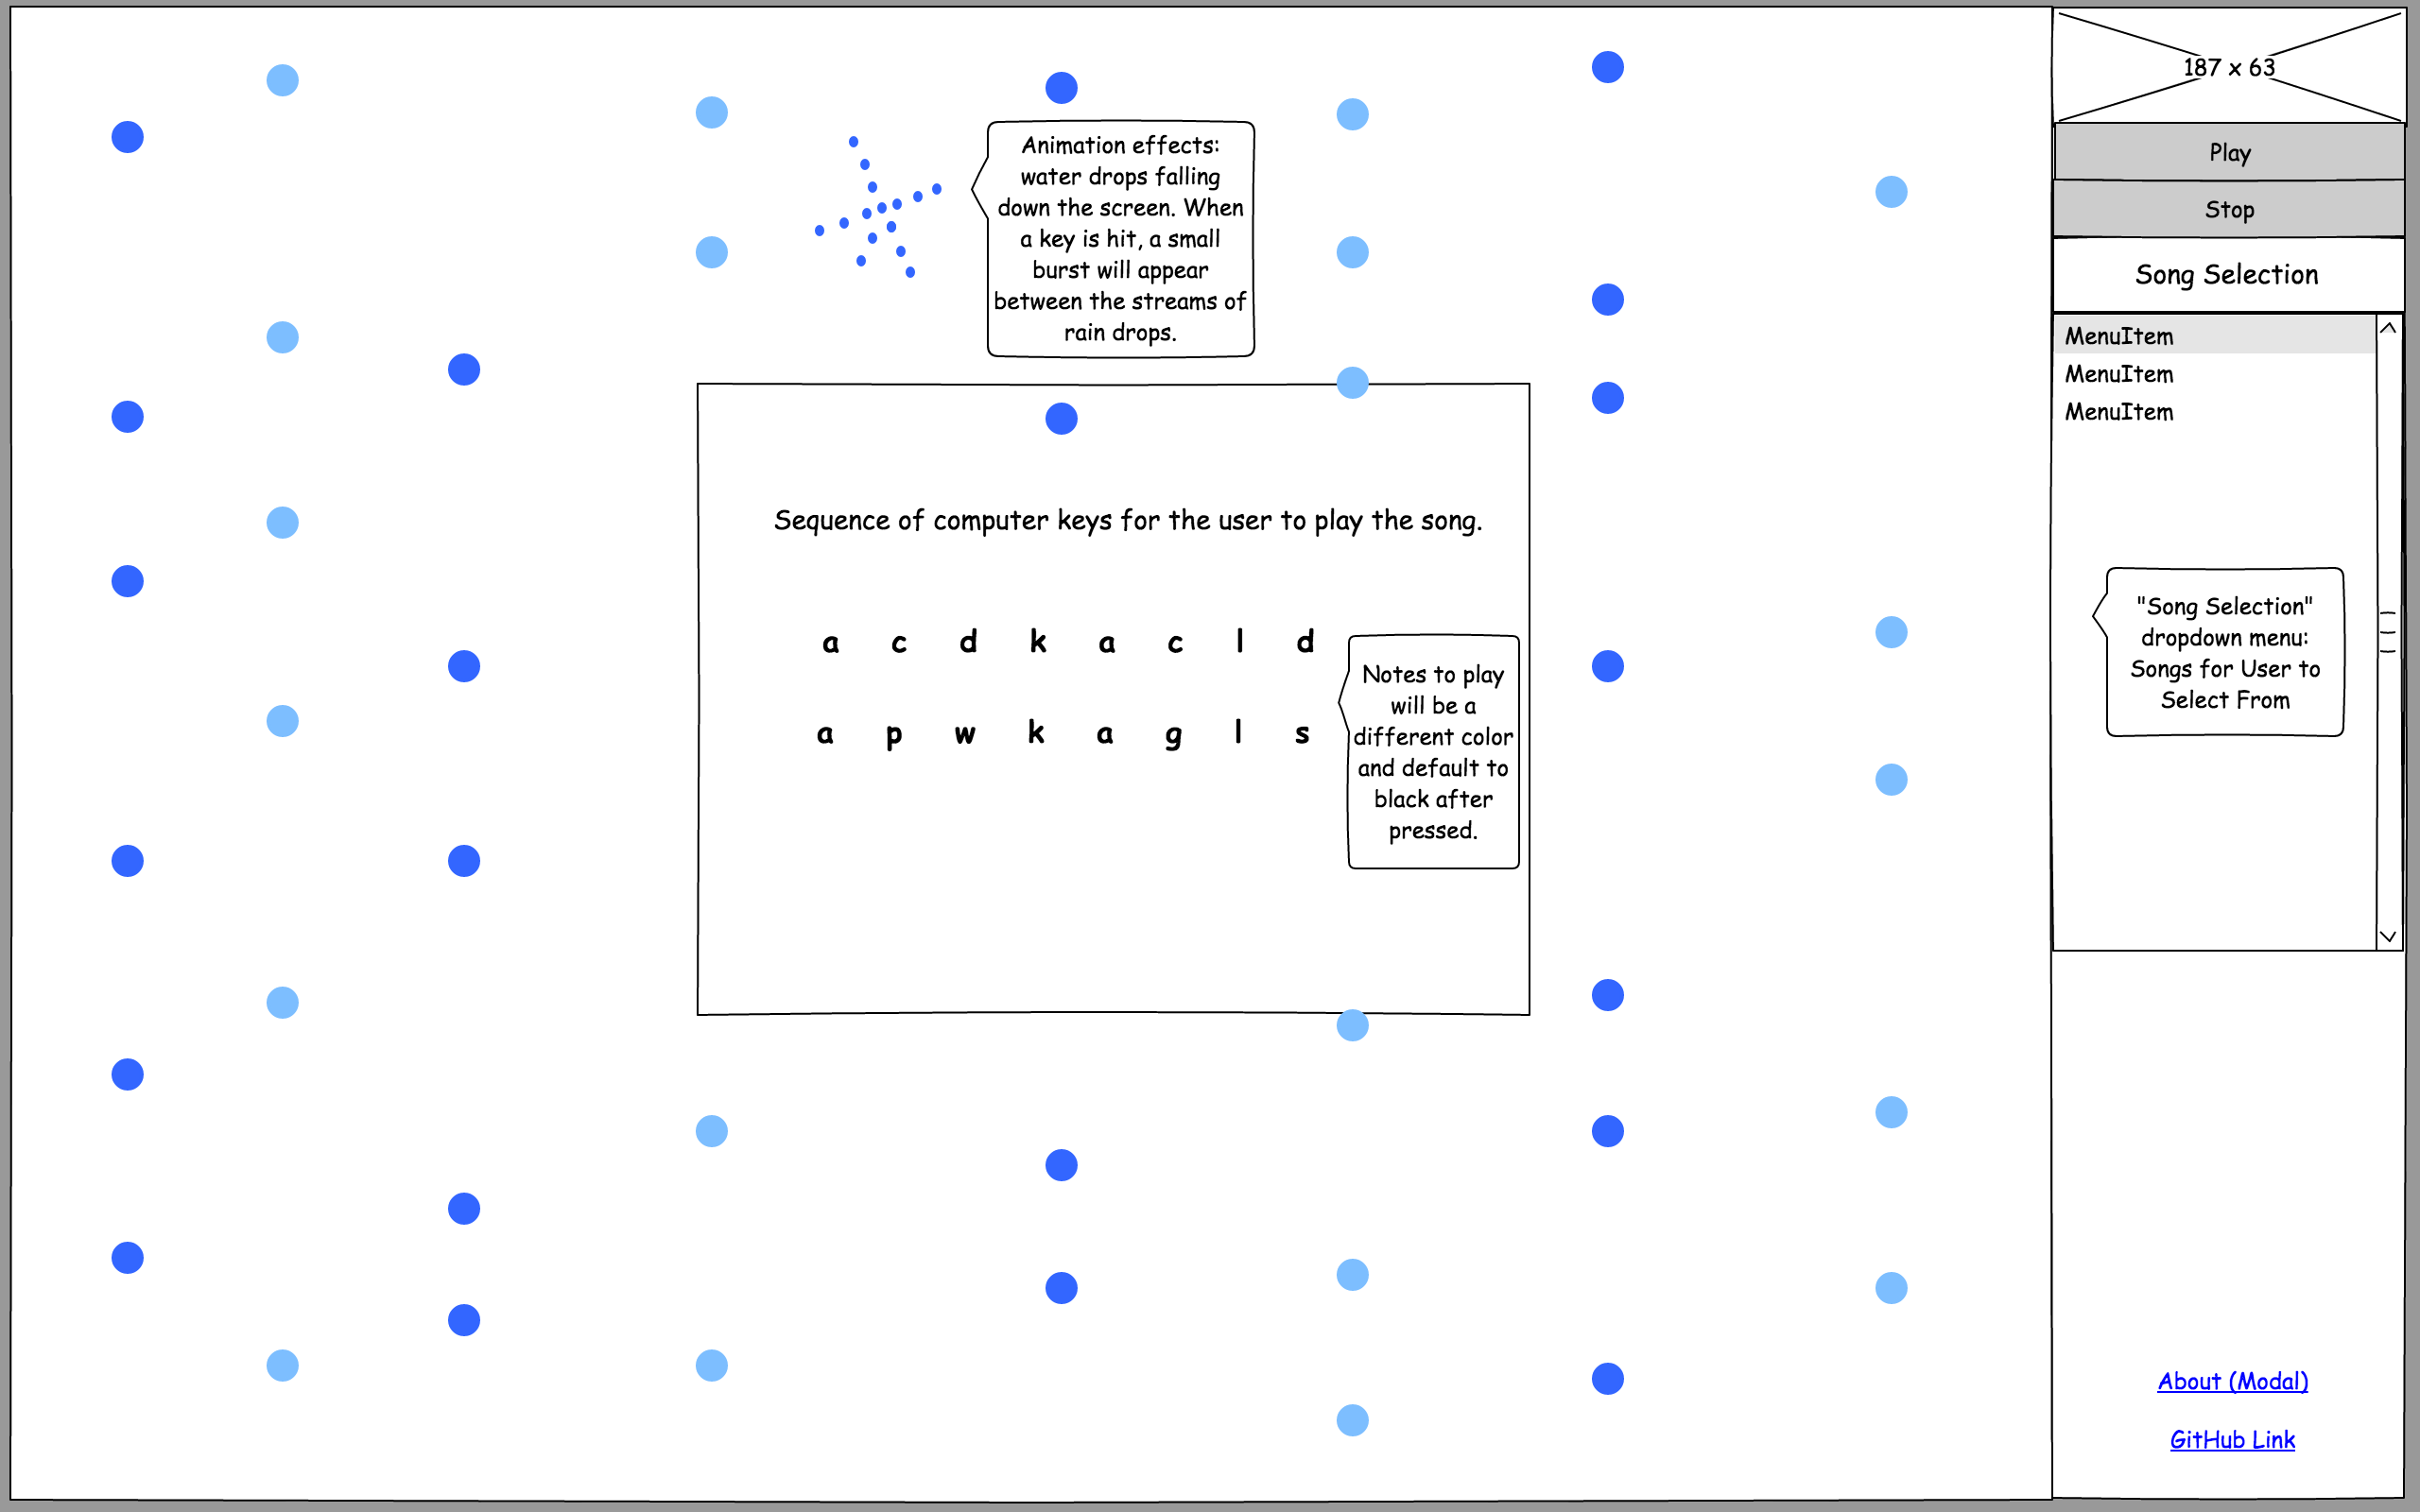 187 x 63
Play
Stop
Song Selection
MenuItem
MenuItem
MenuItem
"Song Selection"
dropdown menu:
Songs for User to
Select From
About (Modal)
GitHub Link
Animation effects:
water drops falling
down the screen. When
a key is hit, a small
burst will appear
between the streams of
rain drops.
Sequence of computer keys for the user to play the song.
a c d k a c l d
a p w k a g l s
Notes to play
will be a
different color
and default to
black after
pressed.